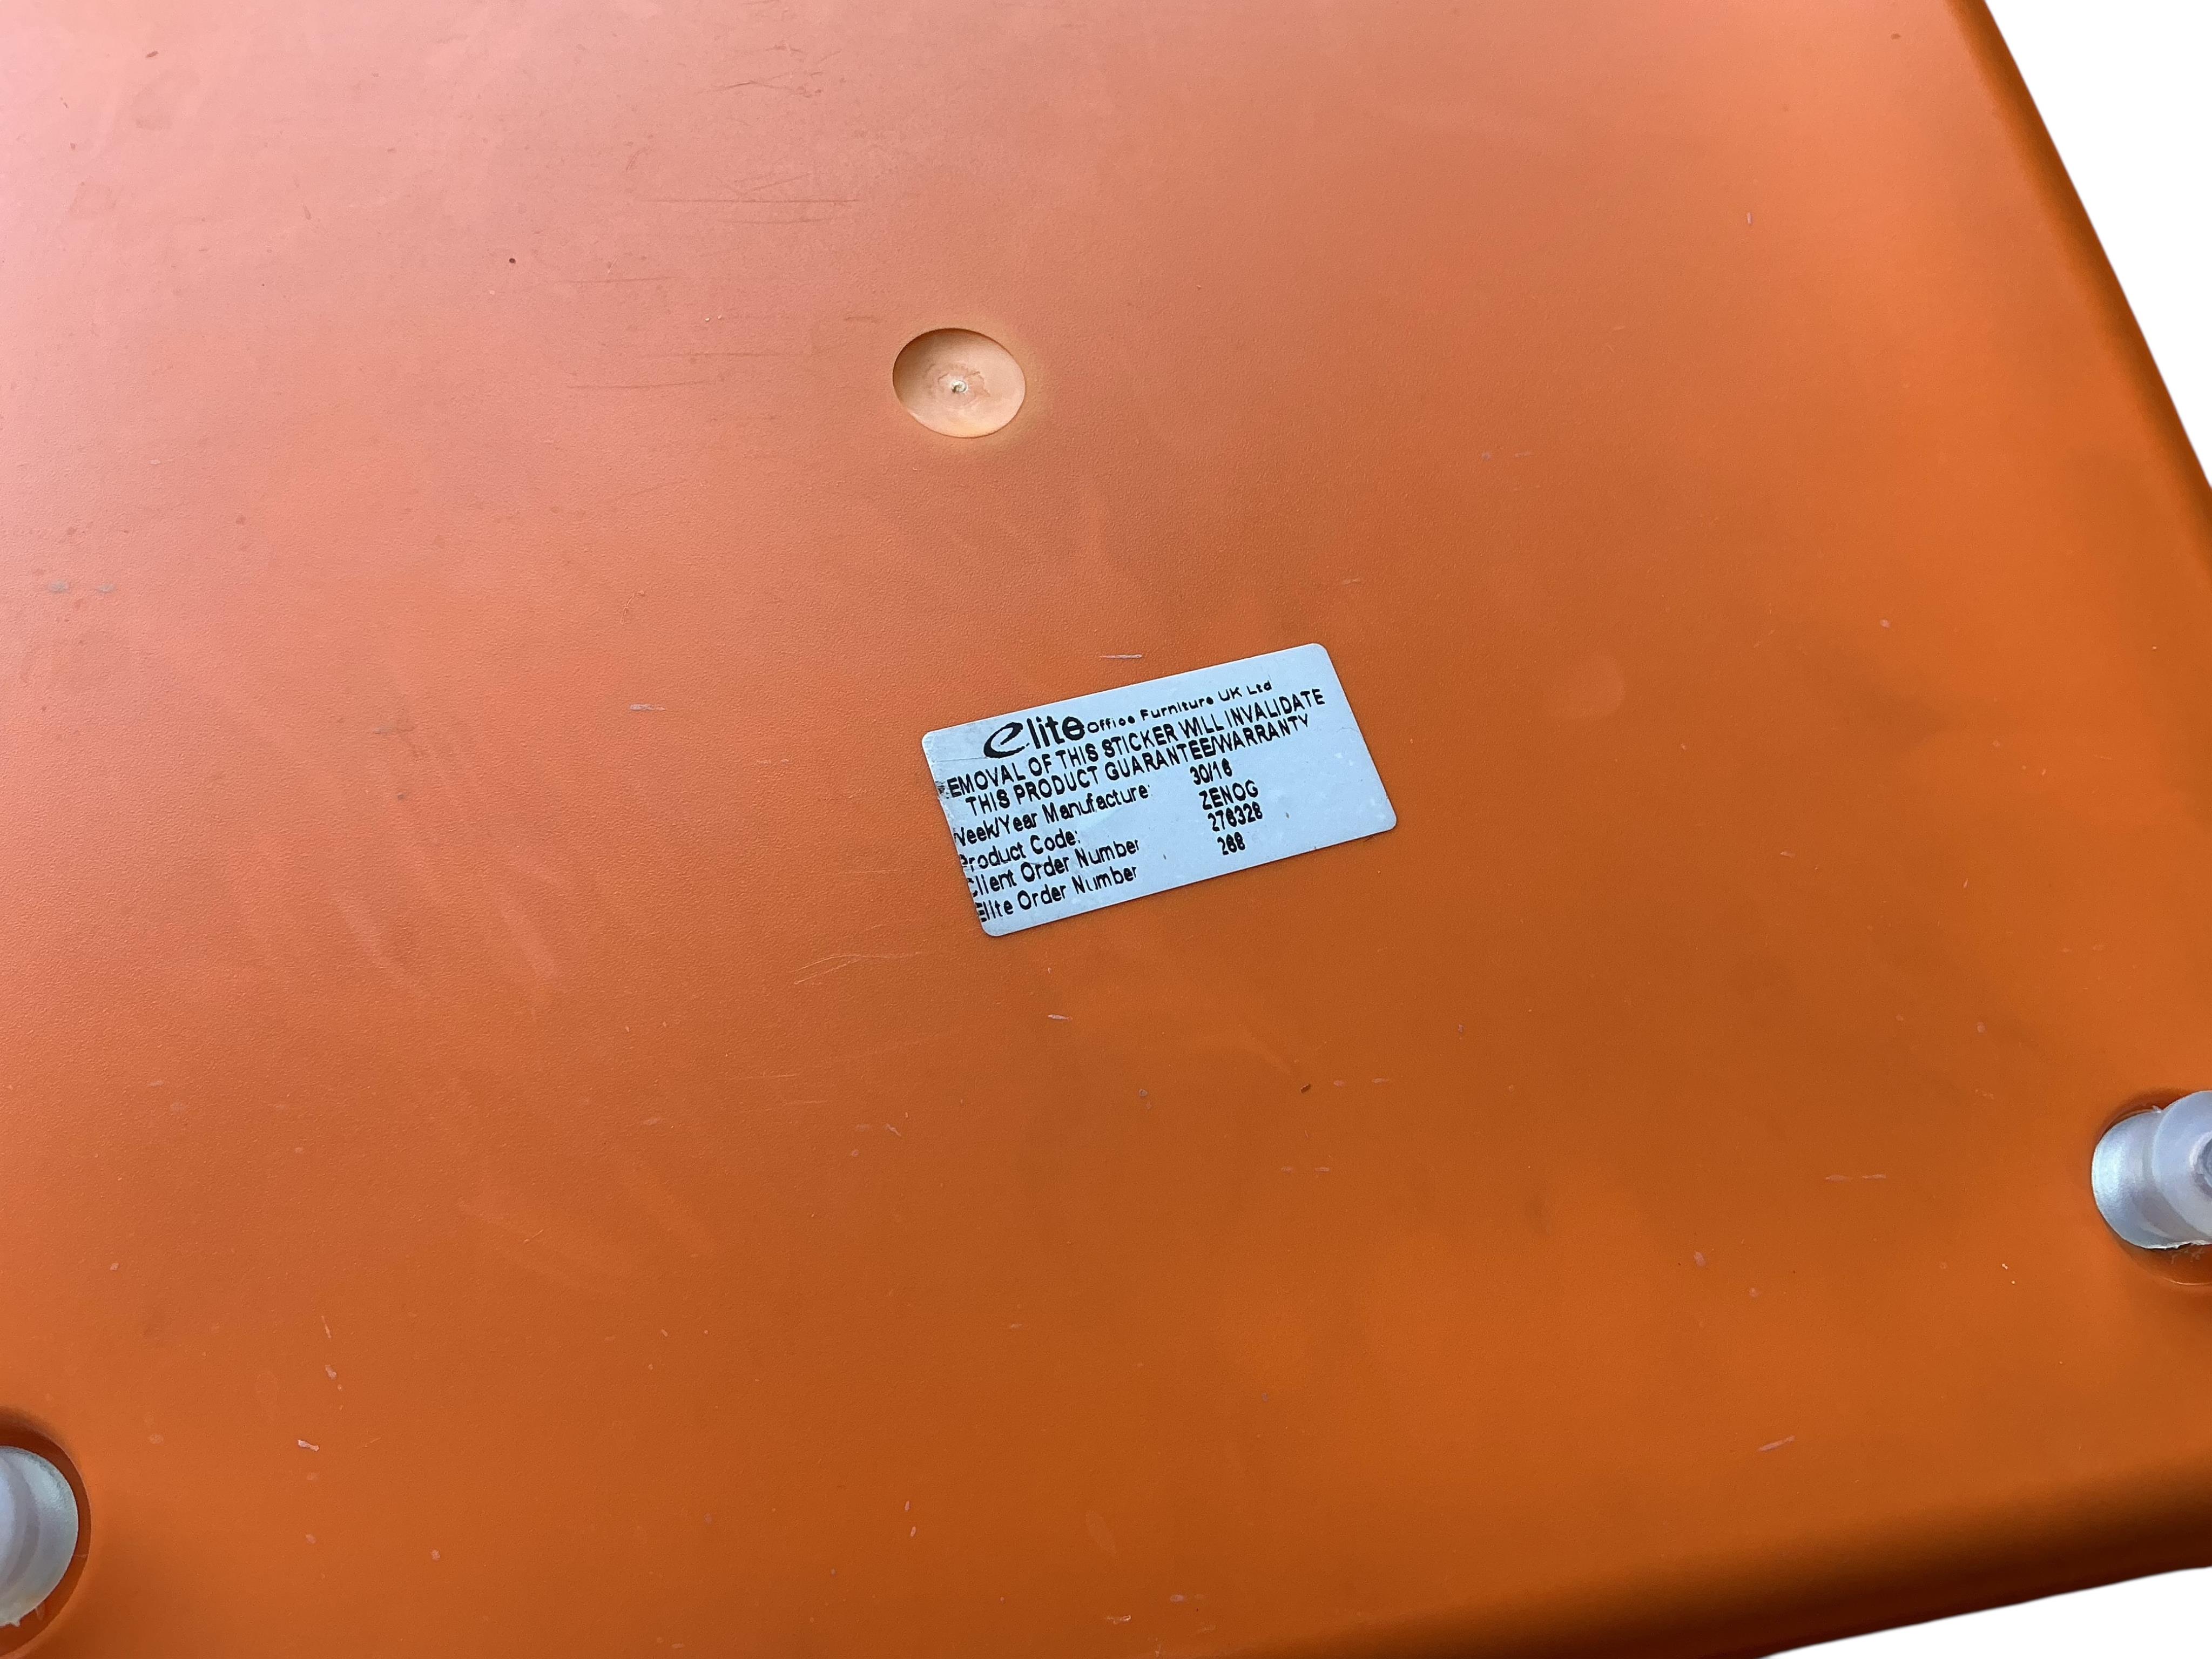 elite Office Furniture UK Ltd
REMOVAL OF THIS STICKER WILL INVALIDATE
THIS PRODUCT GUARANTEE/WARRANTY
Week/Year Manufacture: 30/16
Product Code: ZENOG
Client Order Number 276328
Elite Order Number 268